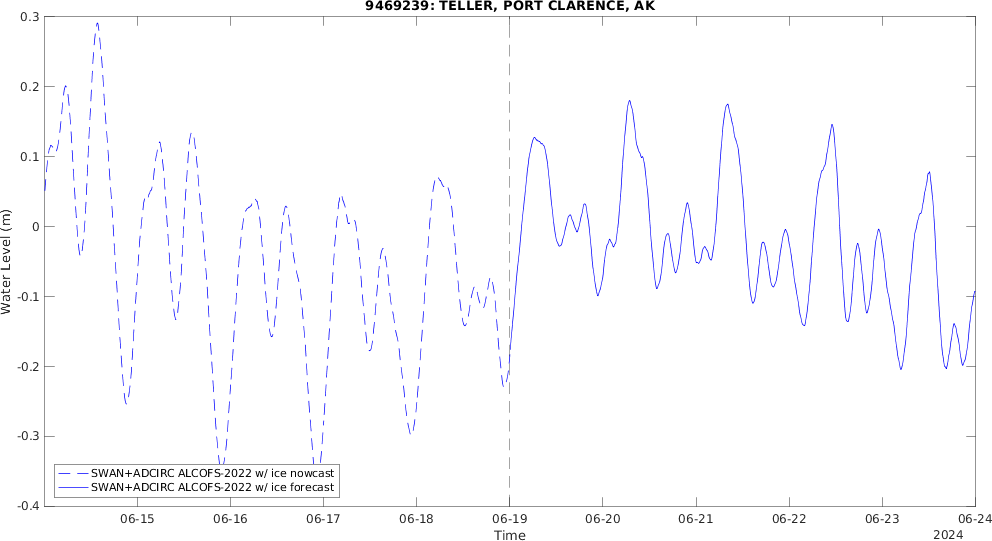 9469239: TELLER, PORT CLARENCE, AK
Water Level (m)
0.3
0.2
0.1
0
-0.1
-0.2
-0.3
-0.4
SWAN+ADCIRC ALCOFS-2022 w/ ice nowcast
SWAN+ADCIRC ALCOFS-2022 w/ ice forecast
06-15 06-16 06-17 06-18 06-19 06-20 06-21 06-22 06-23 06-24
Time
2024